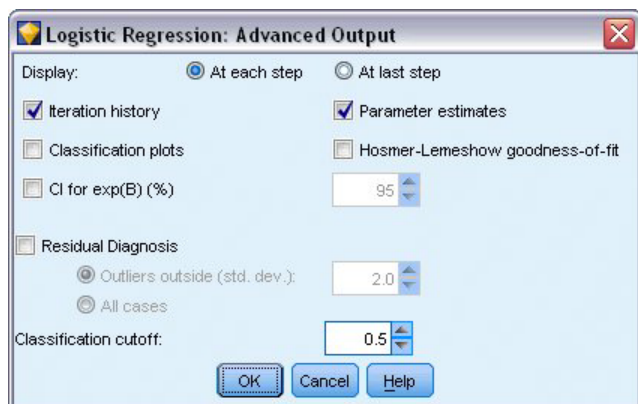 Logistic Regression: Advanced Output
Display: At each step At last step
Iteration history Parameter estimates
Classification plots Hosmer-Lemeshow goodness-of-fit
CI for exp(B) (%) 95
Residual Diagnosis
Outliers outside (std. dev.): 2.0
All cases
Classification cutoff: 0.5
OK Cancel Help